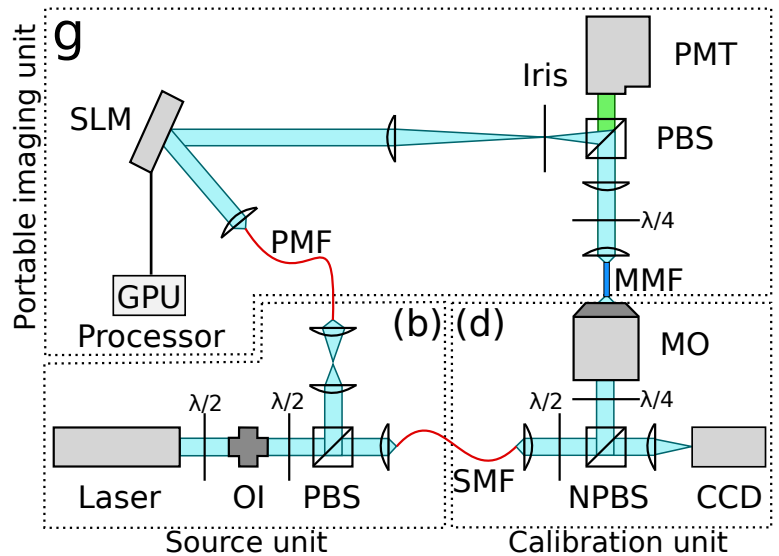 g
Portable imaging unit
PMT
Iris
SLM
PBS
λ/4
PMF
MMF
GPU
Processor
(b)
(d)
MO
λ/2
λ/2
λ/2
λ/4
Laser
OI
PBS
SMF
NPBS
CCD
Source unit
Calibration unit